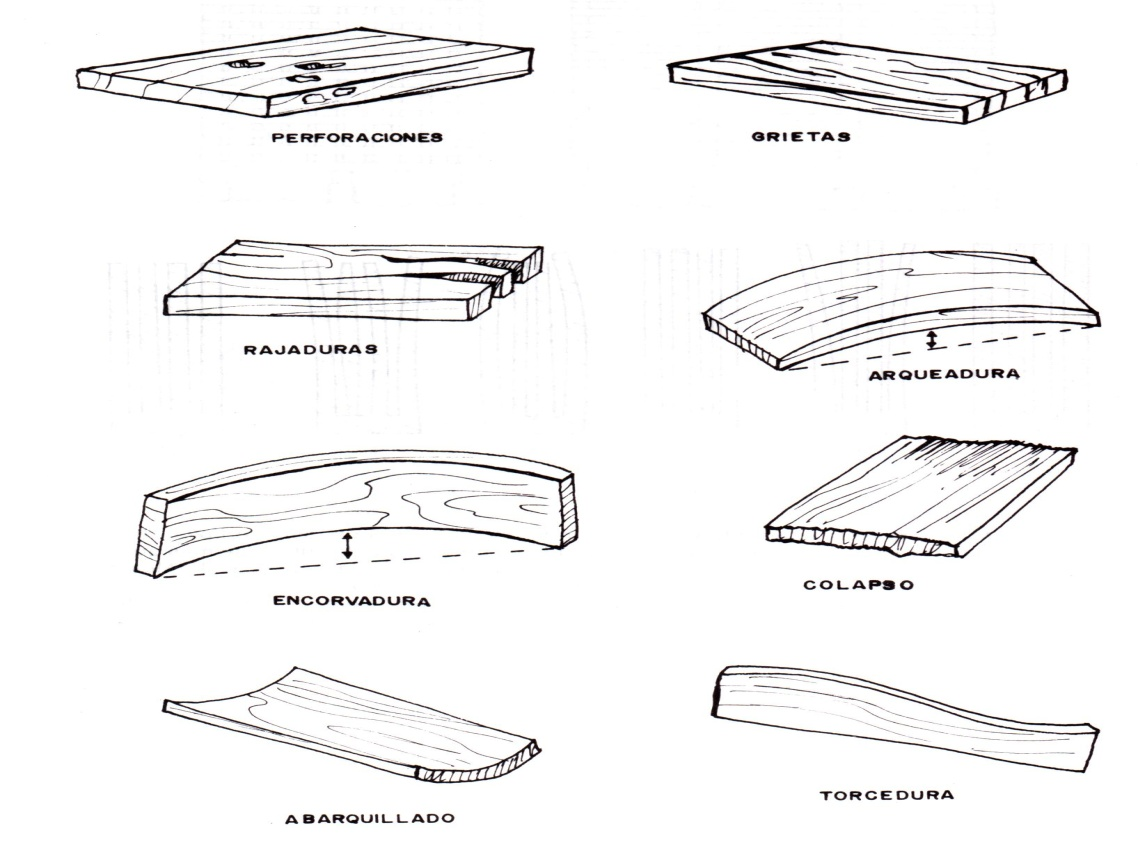 PERFORACIONES
GRIETAS
RAJADURAS
ARQUEADURA
ENCORVADURA
COLAPSO
ABARQUILLADO
TORCEDURA